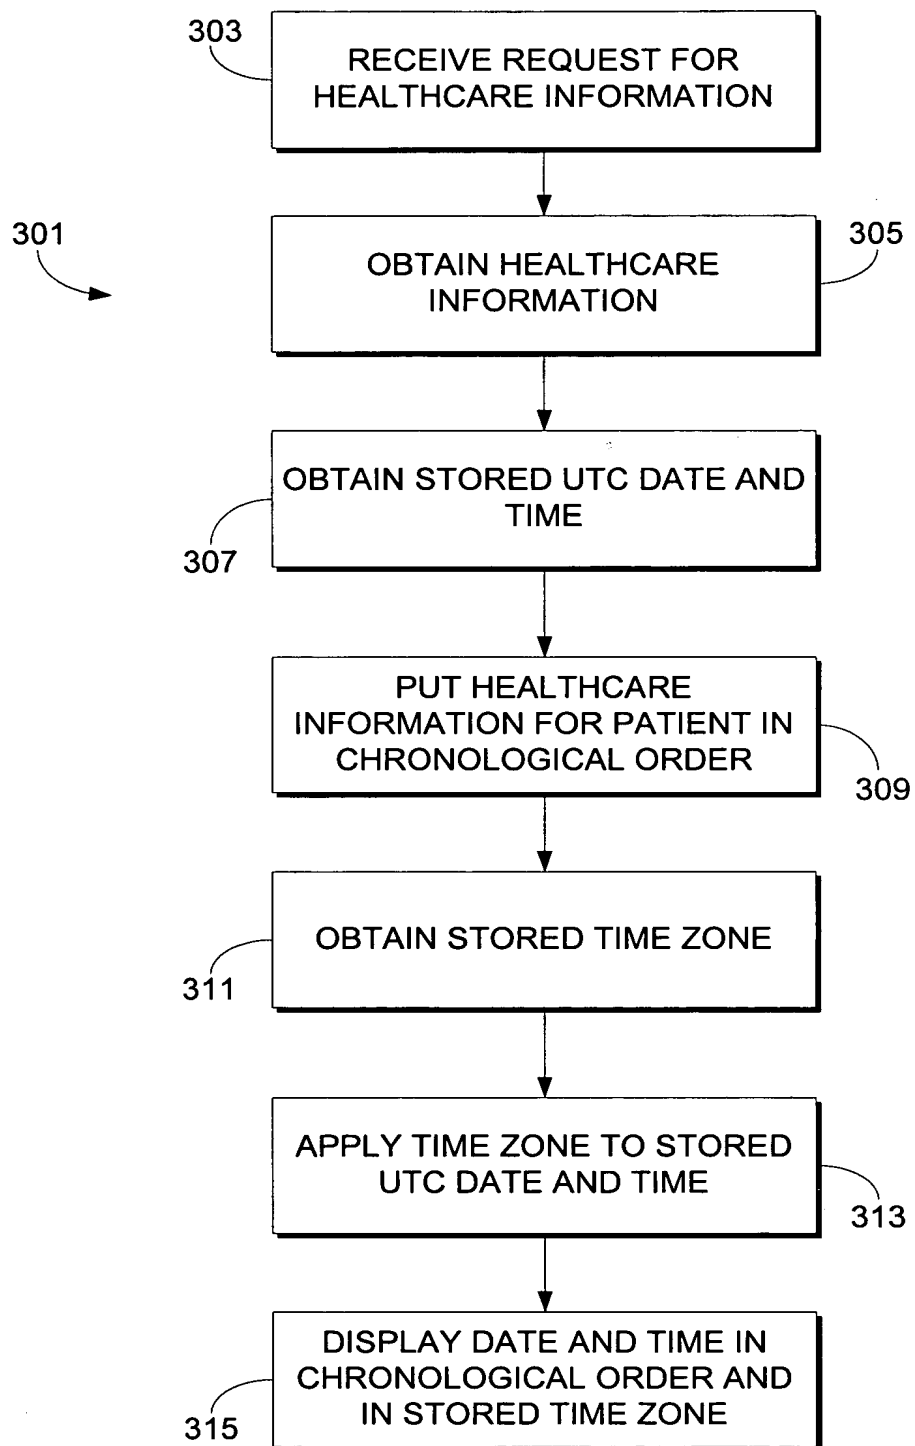 303
RECEIVE REQUEST FOR
HEALTHCARE INFORMATION
301
305
OBTAIN HEALTHCARE
INFORMATION
OBTAIN STORED UTC DATE AND
TIME
307
PUT HEALTHCARE
INFORMATION FOR PATIENT IN
CHRONOLOGICAL ORDER
309
OBTAIN STORED TIME ZONE
311
APPLY TIME ZONE TO STORED
UTC DATE AND TIME
313
DISPLAY DATE AND TIME IN
CHRONOLOGICAL ORDER AND
IN STORED TIME ZONE
315